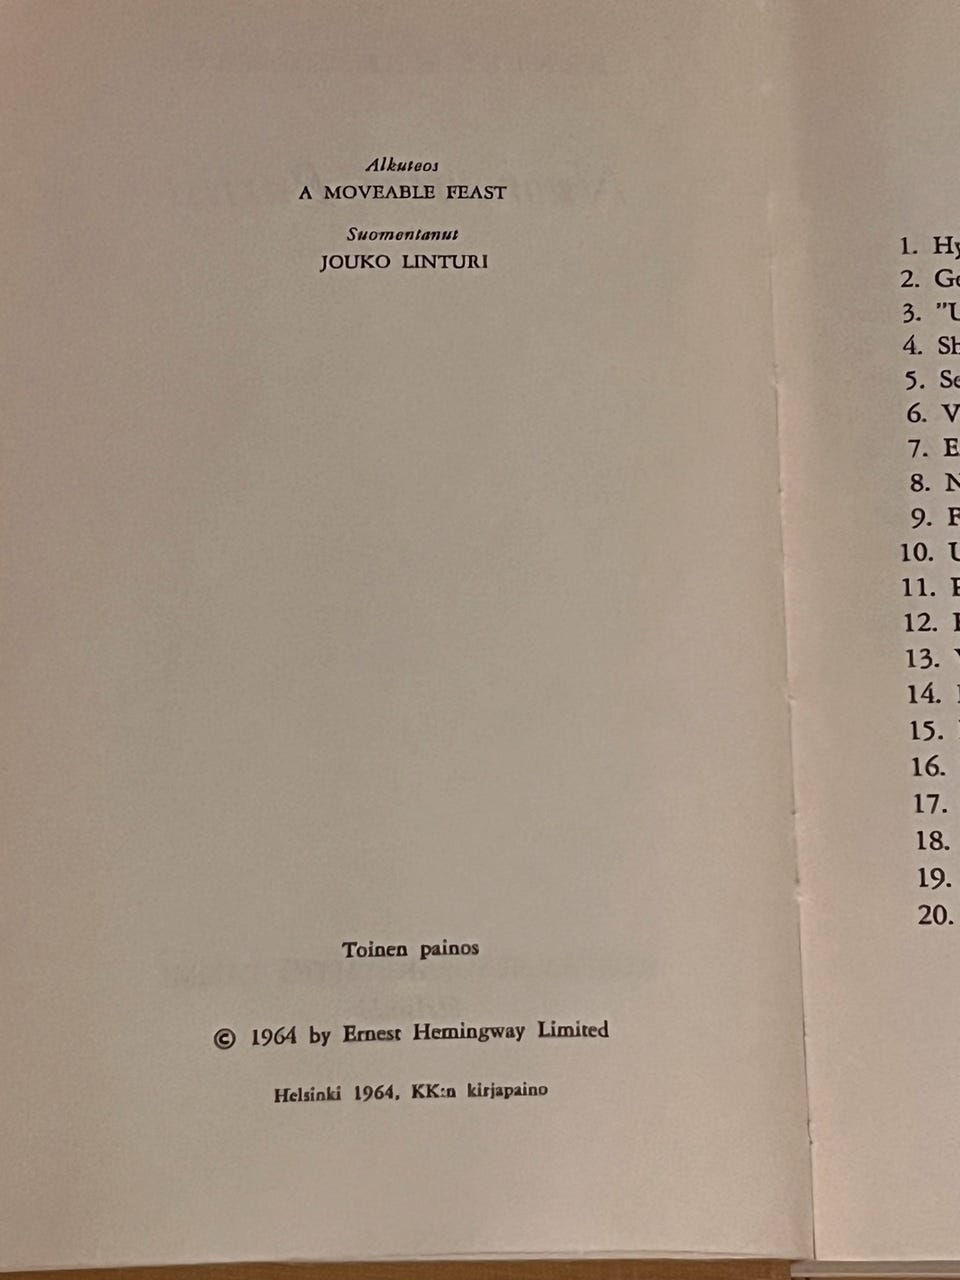 Alkuteos
A MOVEABLE FEAST
Suomentanut
JOUKO LINTURI
Toinen painos
© 1964 by Ernest Hemingway Limited
Helsinki 1964, KK:n kirjapaino
1. Hy
2. Ge
3. "U
4. Sh
5. Se
6. V
7. E
8. N
9. F
10. U
11. E
12.
13.
14.
15.
16.
17.
18.
19.
20.